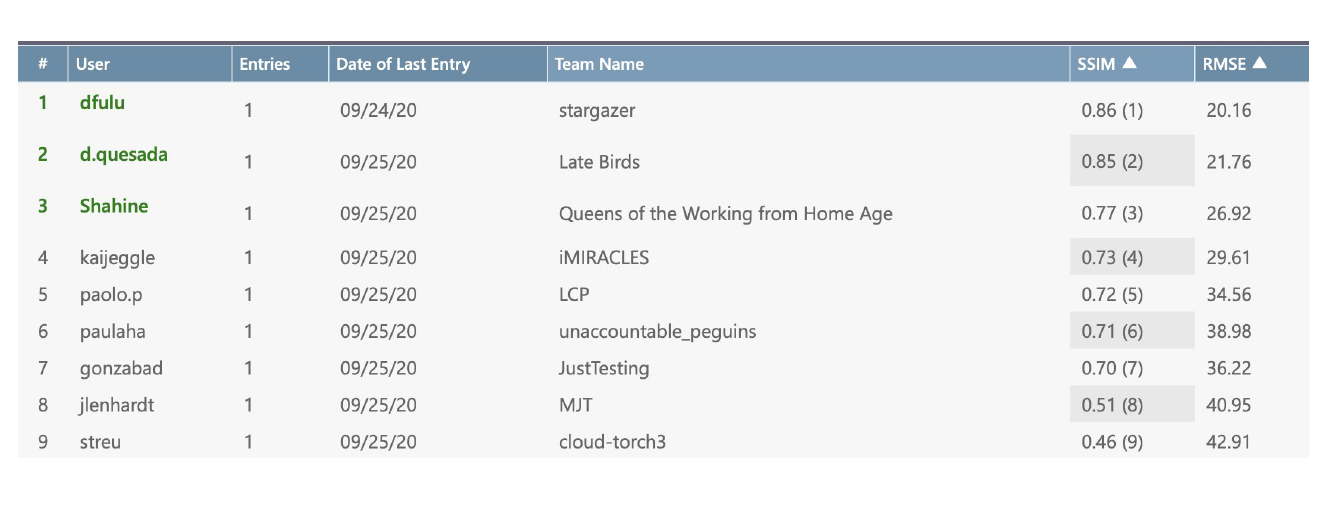 # User Entries Date of Last Entry Team Name SSIM ▲ RMSE ▲
1 dfulu 1 09/24/20 stargazer 0.86 (1) 20.16
2 d.quesada 1 09/25/20 Late Birds 0.85 (2) 21.76
3 Shahine 1 09/25/20 Queens of the Working from Home Age 0.77 (3) 26.92
4 kaijeggle 1 09/25/20 iMIRACLES 0.73 (4) 29.61
5 paolo.p 1 09/25/20 LCP 0.72 (5) 34.56
6 paulaha 1 09/25/20 unaccountable_peguins 0.71 (6) 38.98
7 gonzabad 1 09/25/20 JustTesting 0.70 (7) 36.22
8 jlenhardt 1 09/25/20 MJT 0.51 (8) 40.95
9 streu 1 09/25/20 cloud-torch3 0.46 (9) 42.91